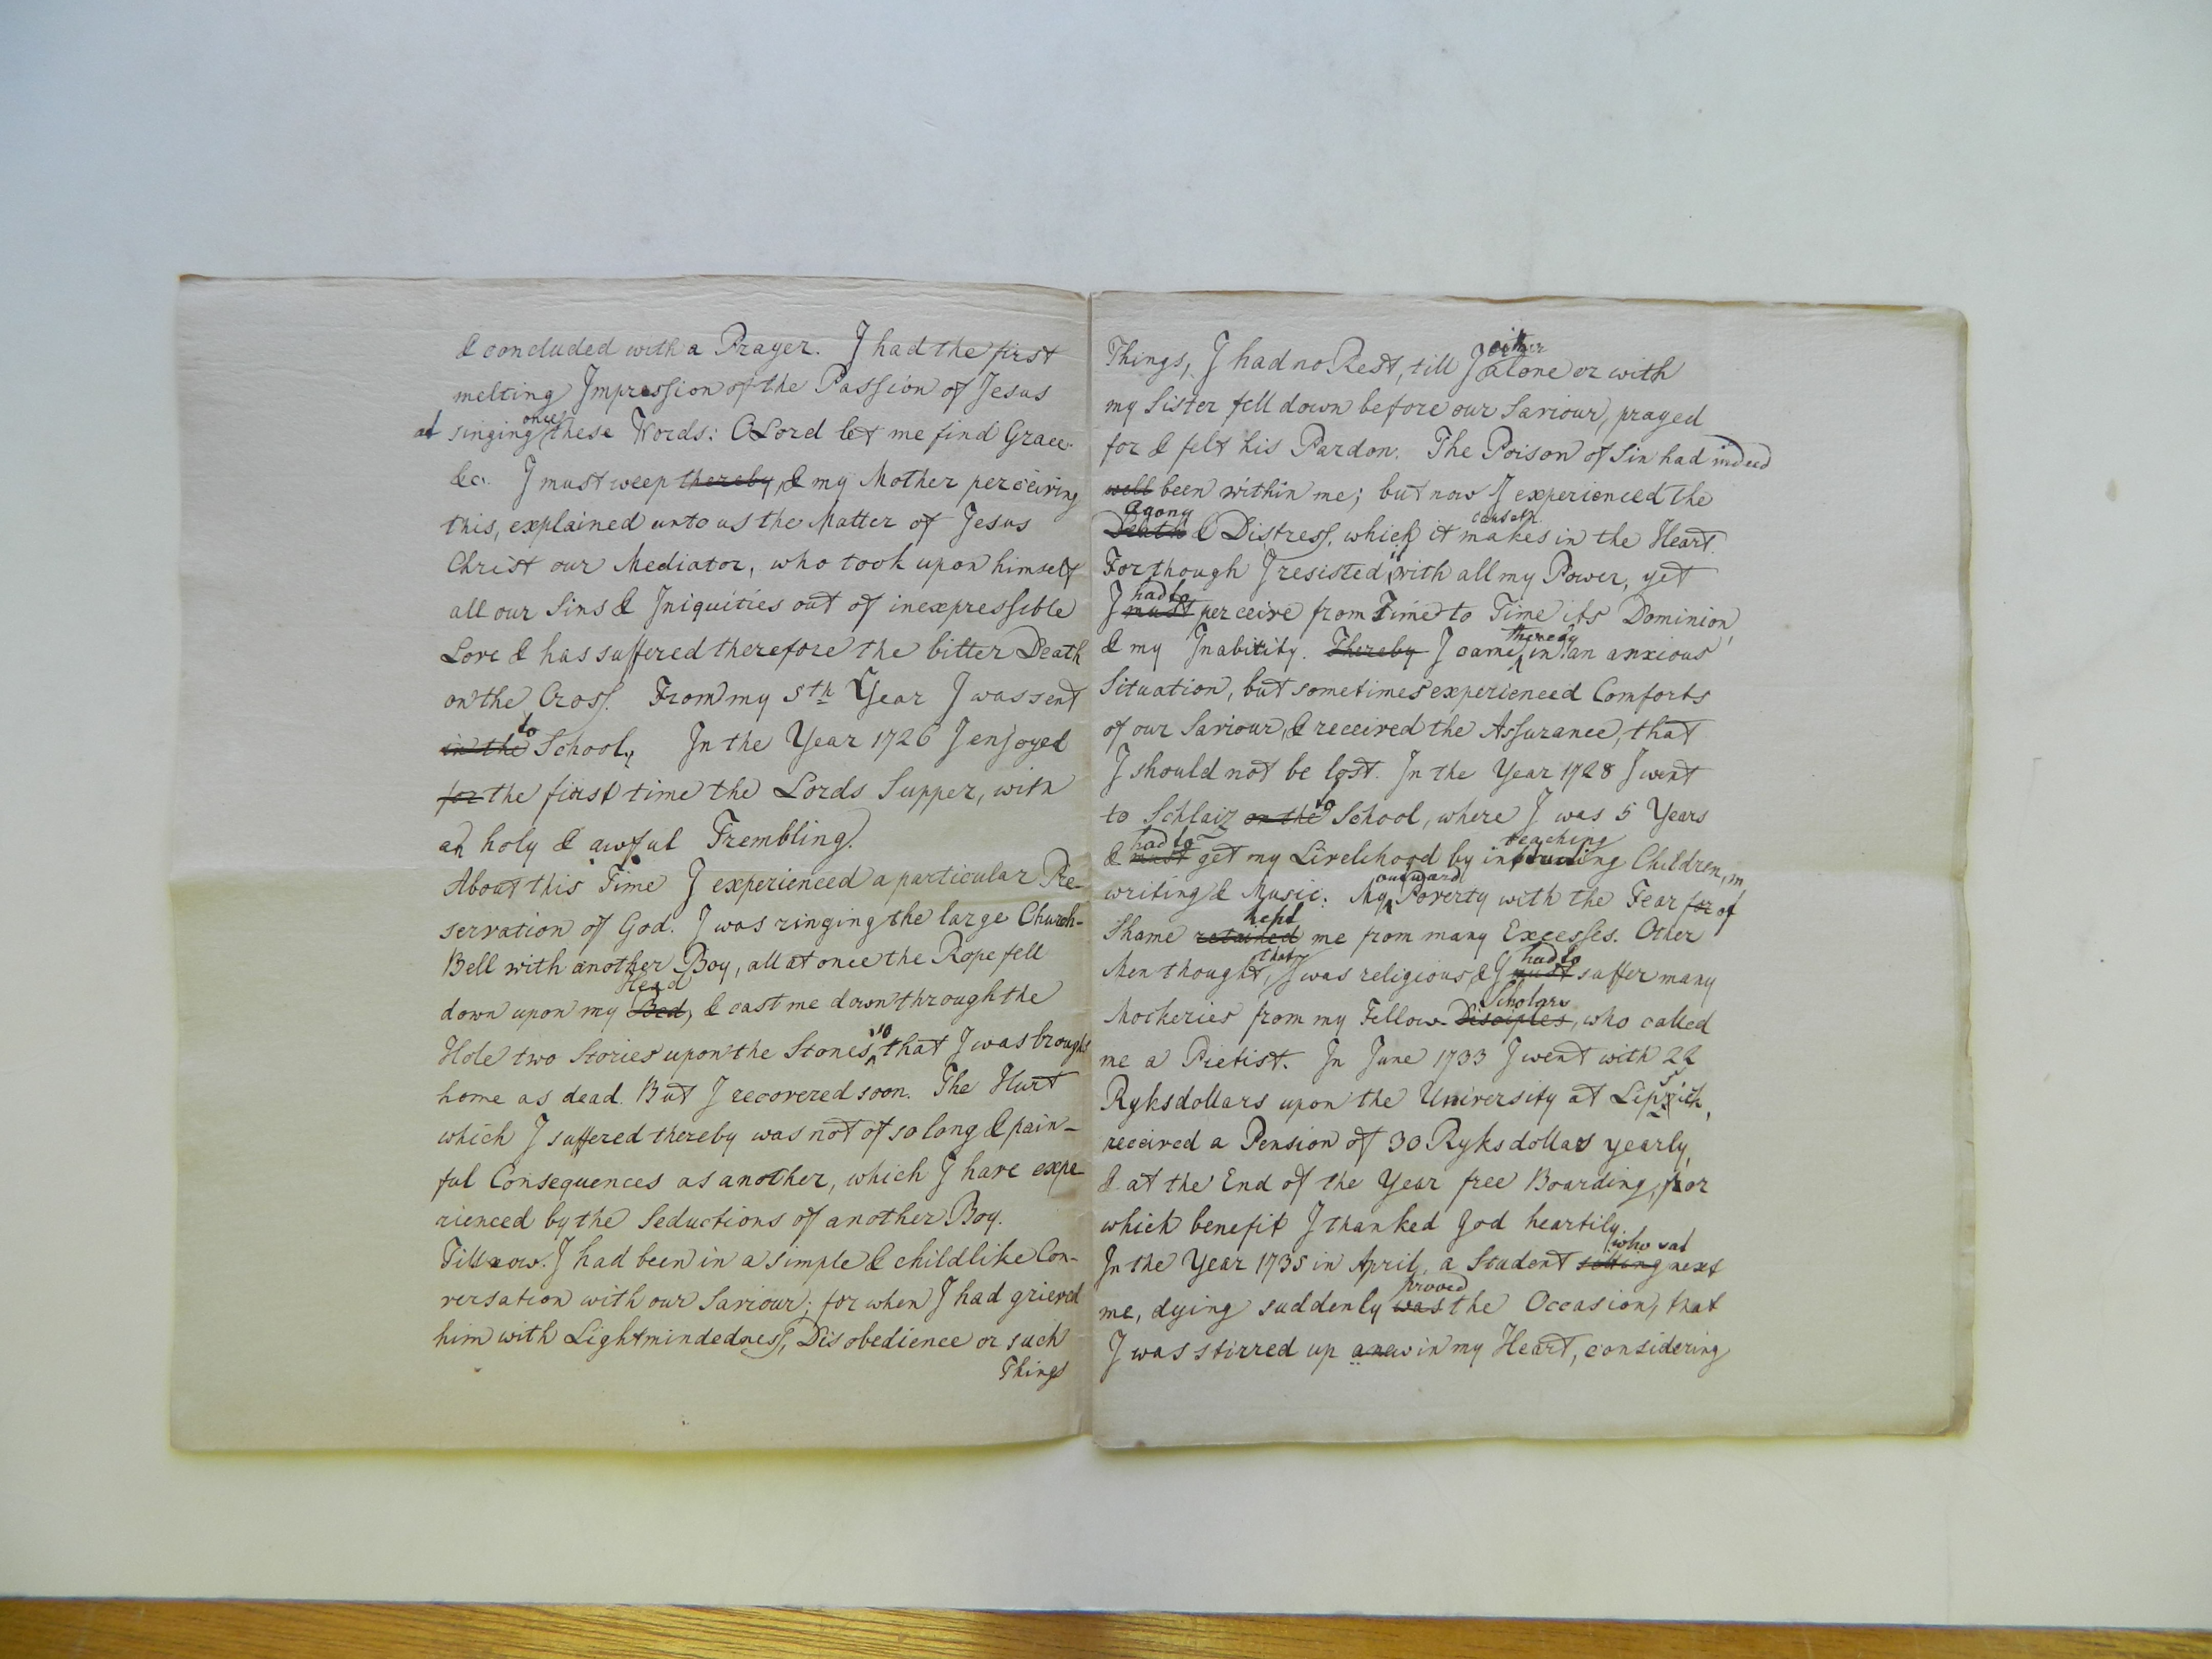 & concluded with a Prayer. I had the first
melting Impression of the Passion of Jesus
at singing once these Words: O Lord let me find Grace.
&c. I must weep thereby, & my Mother perceiving
this, explained unto us the Matter of Jesus
Christ our Mediator, who took upon himself
all our Sins & Iniquities out of inexpressible
Love & has suffered therefore the bitter Death
on the Cross. From my 5th Year I was sent
in the to School. In the Year 1726 I enjoyed
for the first time the Lords Supper, with
an holy & awful Trembling.
About this Time I experienced a particular Pre-
servation of God. I was ringing the large Church-
Bell with another Boy, all at once the Rope fell
down upon my Bed Head, & cast me down through the
Hole two Stories upon the Stones, so that I was brought
home as dead. But I recovered soon. The Hurt
which I suffered thereby was not of so long & pain-
ful Consequences as another, which I have expe
rienced by the Seductions of another Boy.
Till now I had been in a simple & childlike Con-
versation with our Saviour; for when I had grieved
him with Lightmindedness, Disobedience or such
Things
Things, I had no Rest, till I either alone or with
my Sister fell down before our Saviour, prayed
for & felt his Pardon. The Poison of Sin had indeed
well been within me; but now I experienced the
Death Agony & Distress, which it makes causeth in the Heart.
For though I resisted it with all my Power, yet
I must had to perceive from Time to Time its Dominion,
& my Inability. Thereby I came thereby in an anxious
Situation, but sometimes experienced Comforts
of our Saviour, & received the Assurance, that
I should not be lost. In the Year 1728 I went
to Schlaiz on the to School, where I was 5 Years
& must had to get my Livelihood by instructing teaching Children, in
writing & Music. My outward Poverty with the Fear for of
Shame retained kept me from many Excesses. Other
Men thought, that I was religious, & I must had to suffer many
Mockeries from my Fellow-Disciples Scholars, who called
me a Pietist. In June 1733 I went with 22
Ryksdollars upon the University at Lipsick,
received a Pension of 30 Ryksdollars yearly,
& at the End of the Year free Boarding, for
which benefit I thanked God heartily.
In the Year 1735 in April, a Student sitting who sat next
me, dying suddenly was proved the Occasion, that
I was stirred up anew in my Heart, considering